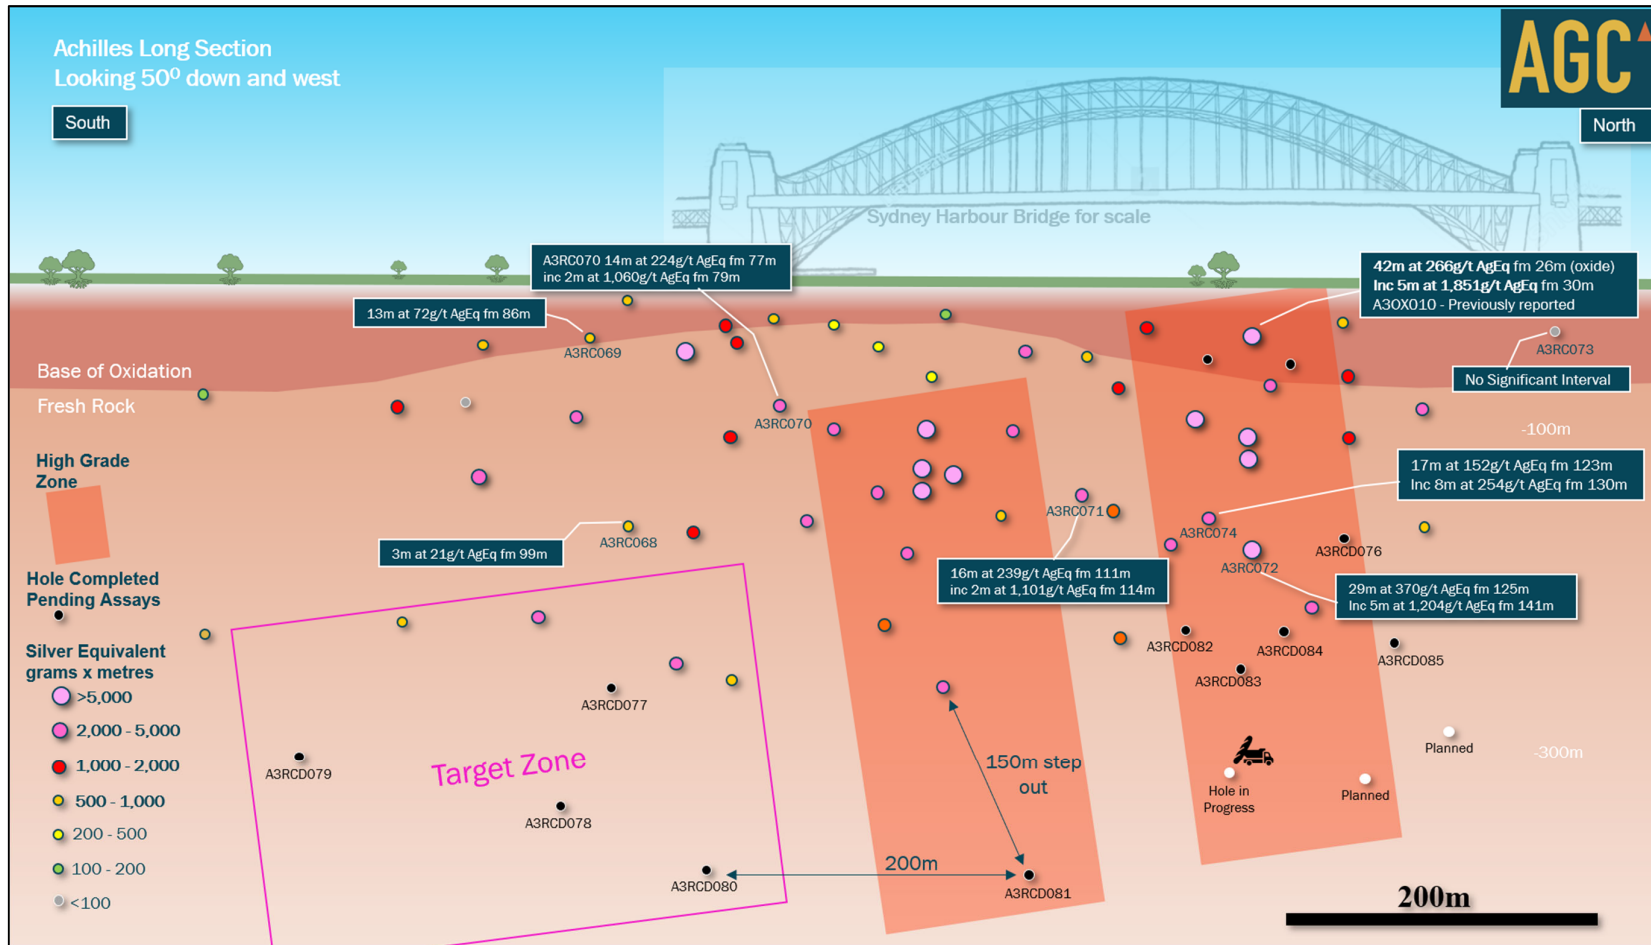 Achilles Long Section
Looking 50⁰ down and west
South
AGC
North
Sydney Harbour Bridge for scale
A3RC070 14m at 224g/t AgEq fm 77m
inc 2m at 1,060g/t AgEq fm 79m
42m at 266g/t AgEq fm 26m (oxide)
Inc 5m at 1,851g/t AgEq fm 30m
A3OX010 - Previously reported
13m at 72g/t AgEq fm 86m
A3RC069
A3RC073
No Significant Interval
Base of Oxidation
Fresh Rock
A3RC070
-100m
High Grade
Zone
17m at 152g/t AgEq fm 123m
Inc 8m at 254g/t AgEq fm 130m
A3RC071
A3RC074
A3RC068
3m at 21g/t AgEq fm 99m
A3RCD076
A3RC072
16m at 239g/t AgEq fm 111m
inc 2m at 1,101g/t AgEq fm 114m
29m at 370g/t AgEq fm 125m
Inc 5m at 1,204g/t AgEq fm 141m
Hole Completed
Pending Assays
A3RCD082
A3RCD084
A3RCD085
A3RCD083
Silver Equivalent
grams x metres
>5,000
2,000 - 5,000
1,000 - 2,000
500 - 1,000
200 - 500
100 - 200
<100
A3RCD077
Target Zone
A3RCD079
A3RCD078
A3RCD080
150m step
out
200m
A3RCD081
Planned
-300m
Hole in
Progress
Planned
200m